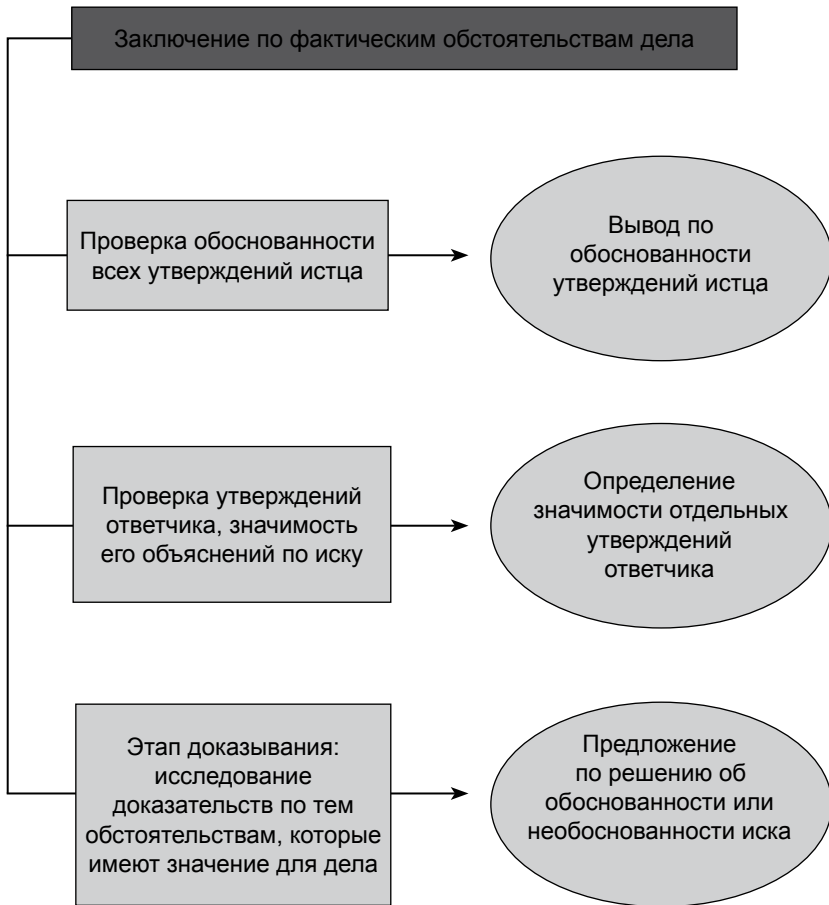 Заключение по фактическим обстоятельствам дела
Проверка обоснованности
всех утверждений истца
Вывод по
обоснованности
утверждений истца
Проверка утверждений
ответчика, значимость
его объяснений по иску
Определение
значимости отдельных
утверждений
ответчика
Этап доказывания:
исследование
доказательств по тем
обстоятельствам, которые
имеют значение для дела
Предложение
по решению об
обоснованности или
необоснованности иска